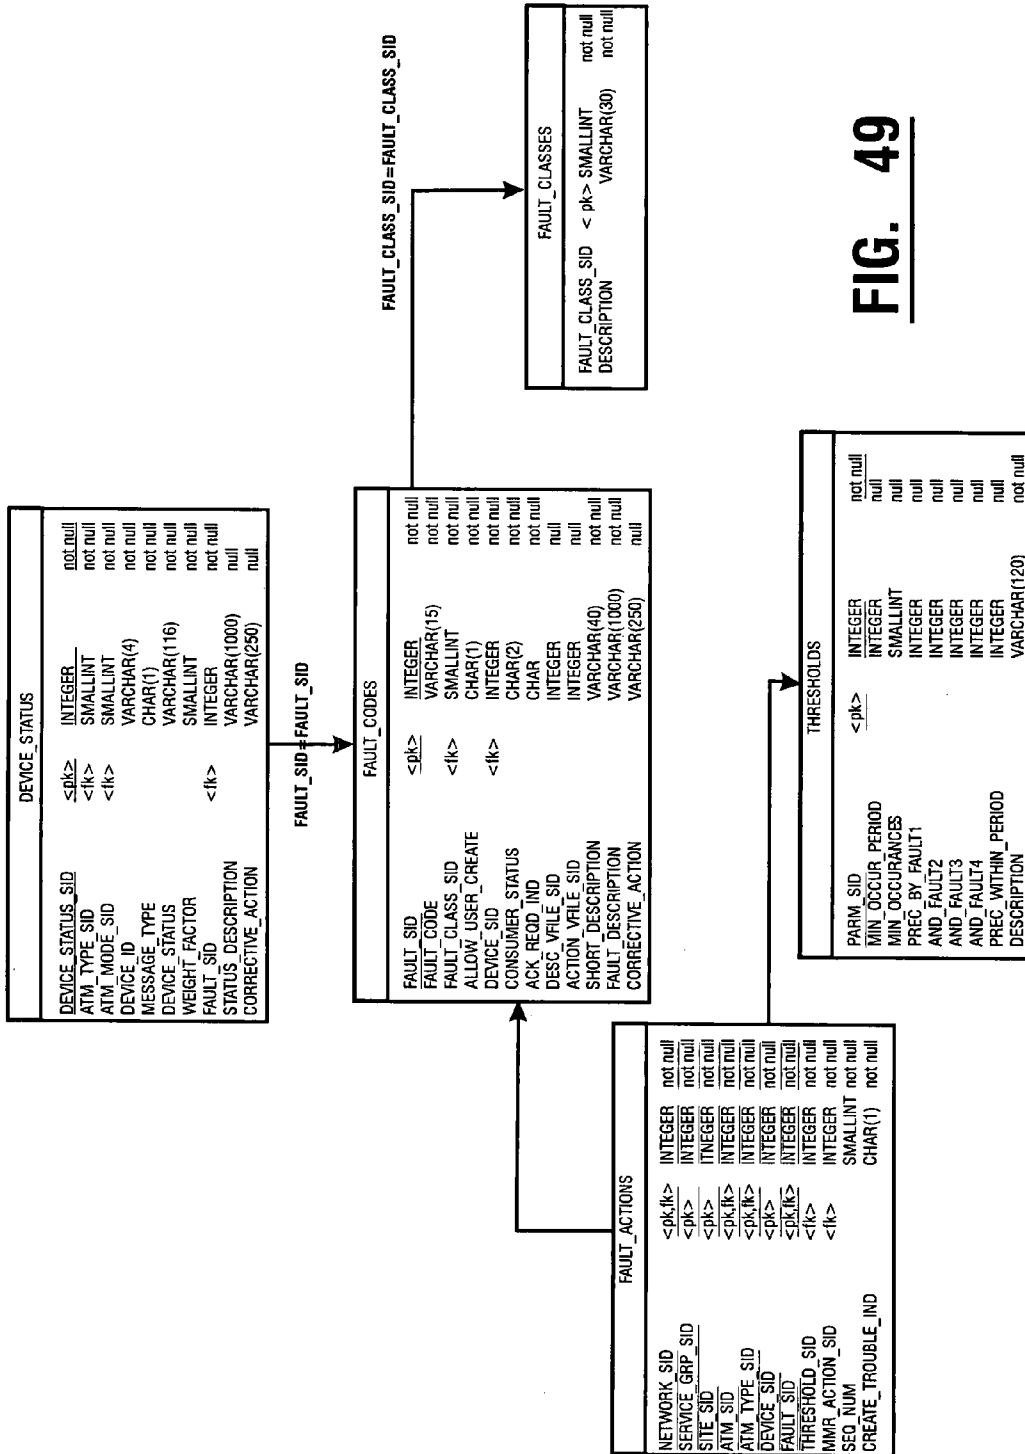 DEVICE_STATUS
DEVICE_STATUS_SID <pk> INTEGER not null
ATM_TYPE_SID <fk> SMALLINT not null
ATM_MODE_SID <fk> SMALLINT not null
DEVICE_ID VARCHAR(4) not null
MESSAGE_TYPE CHAR(1) not null
DEVICE_STATUS VARCHAR(116) not null
WEIGHT_FACTOR SMALLINT not null
FAULT_SID <fk> INTEGER not null
STATUS_DESCRIPTION VARCHAR(1000) null
CORRECTIVE_ACTION VARCHAR(250) null
FAULT_SID=FAULT_SID
FAULT_CODES
FAULT_SID <pk> INTEGER not null
FAULT_CODE VARCHAR(15) not null
FAULT_CLASS_SID <fk> SMALLINT not null
ALLOW_USER_CREATE CHAR(1) not null
DEVICE_SID <fk> INTEGER not null
CONSUMER_STATUS CHAR(2) not null
ACK_REQD_IND CHAR not null
DESC_VFILE_SID INTEGER null
ACTION_VFILE_SID INTEGER null
SHORT_DESCRIPTION VARCHAR(40) not null
FAULT_DESCRIPTION VARCHAR(1000) not null
CORRECTIVE_ACTION VARCHAR(250) null
FAULT_CLASS_SID=FAULT_CLASS_SID
FAULT_CLASSES
FAULT_CLASS_SID < pk> SMALLINT not null
DESCRIPTION VARCHAR(30) not null
FAULT_ACTIONS
NETWORK_SID <pk,fk> INTEGER not null
SERVICE_GRP_SID <pk> INTEGER not null
SITE_SID <pk> ITNEGER not null
ATM_SID <pk,fk> INTEGER not null
ATM_TYPE_SID <pk,fk> INTEGER not null
DEVICE_SID <pk> INTEGER not null
FAULT_SID <pk,fk> INTEGER not null
THRESHOLD_SID <fk> INTEGER not null
MMR_ACTION_SID <fk> INTEGER not null
SEQ_NUM SMALLINT not null
CREATE_TROUBLE_IND CHAR(1) not null
THRESHOLDS
PARM_SID <pk> INTEGER not null
MIN_OCCUR_PERIOD INTEGER null
MIN_OCCURANCES SMALLINT null
PREC_BY_FAULT1 INTEGER null
AND_FAULT2 INTEGER null
AND_FAULT3 INTEGER null
AND_FAULT4 INTEGER null
PREC_WITHIN_PERIOD INTEGER null
DESCRIPTION VARCHAR(120) not null
FIG. 49